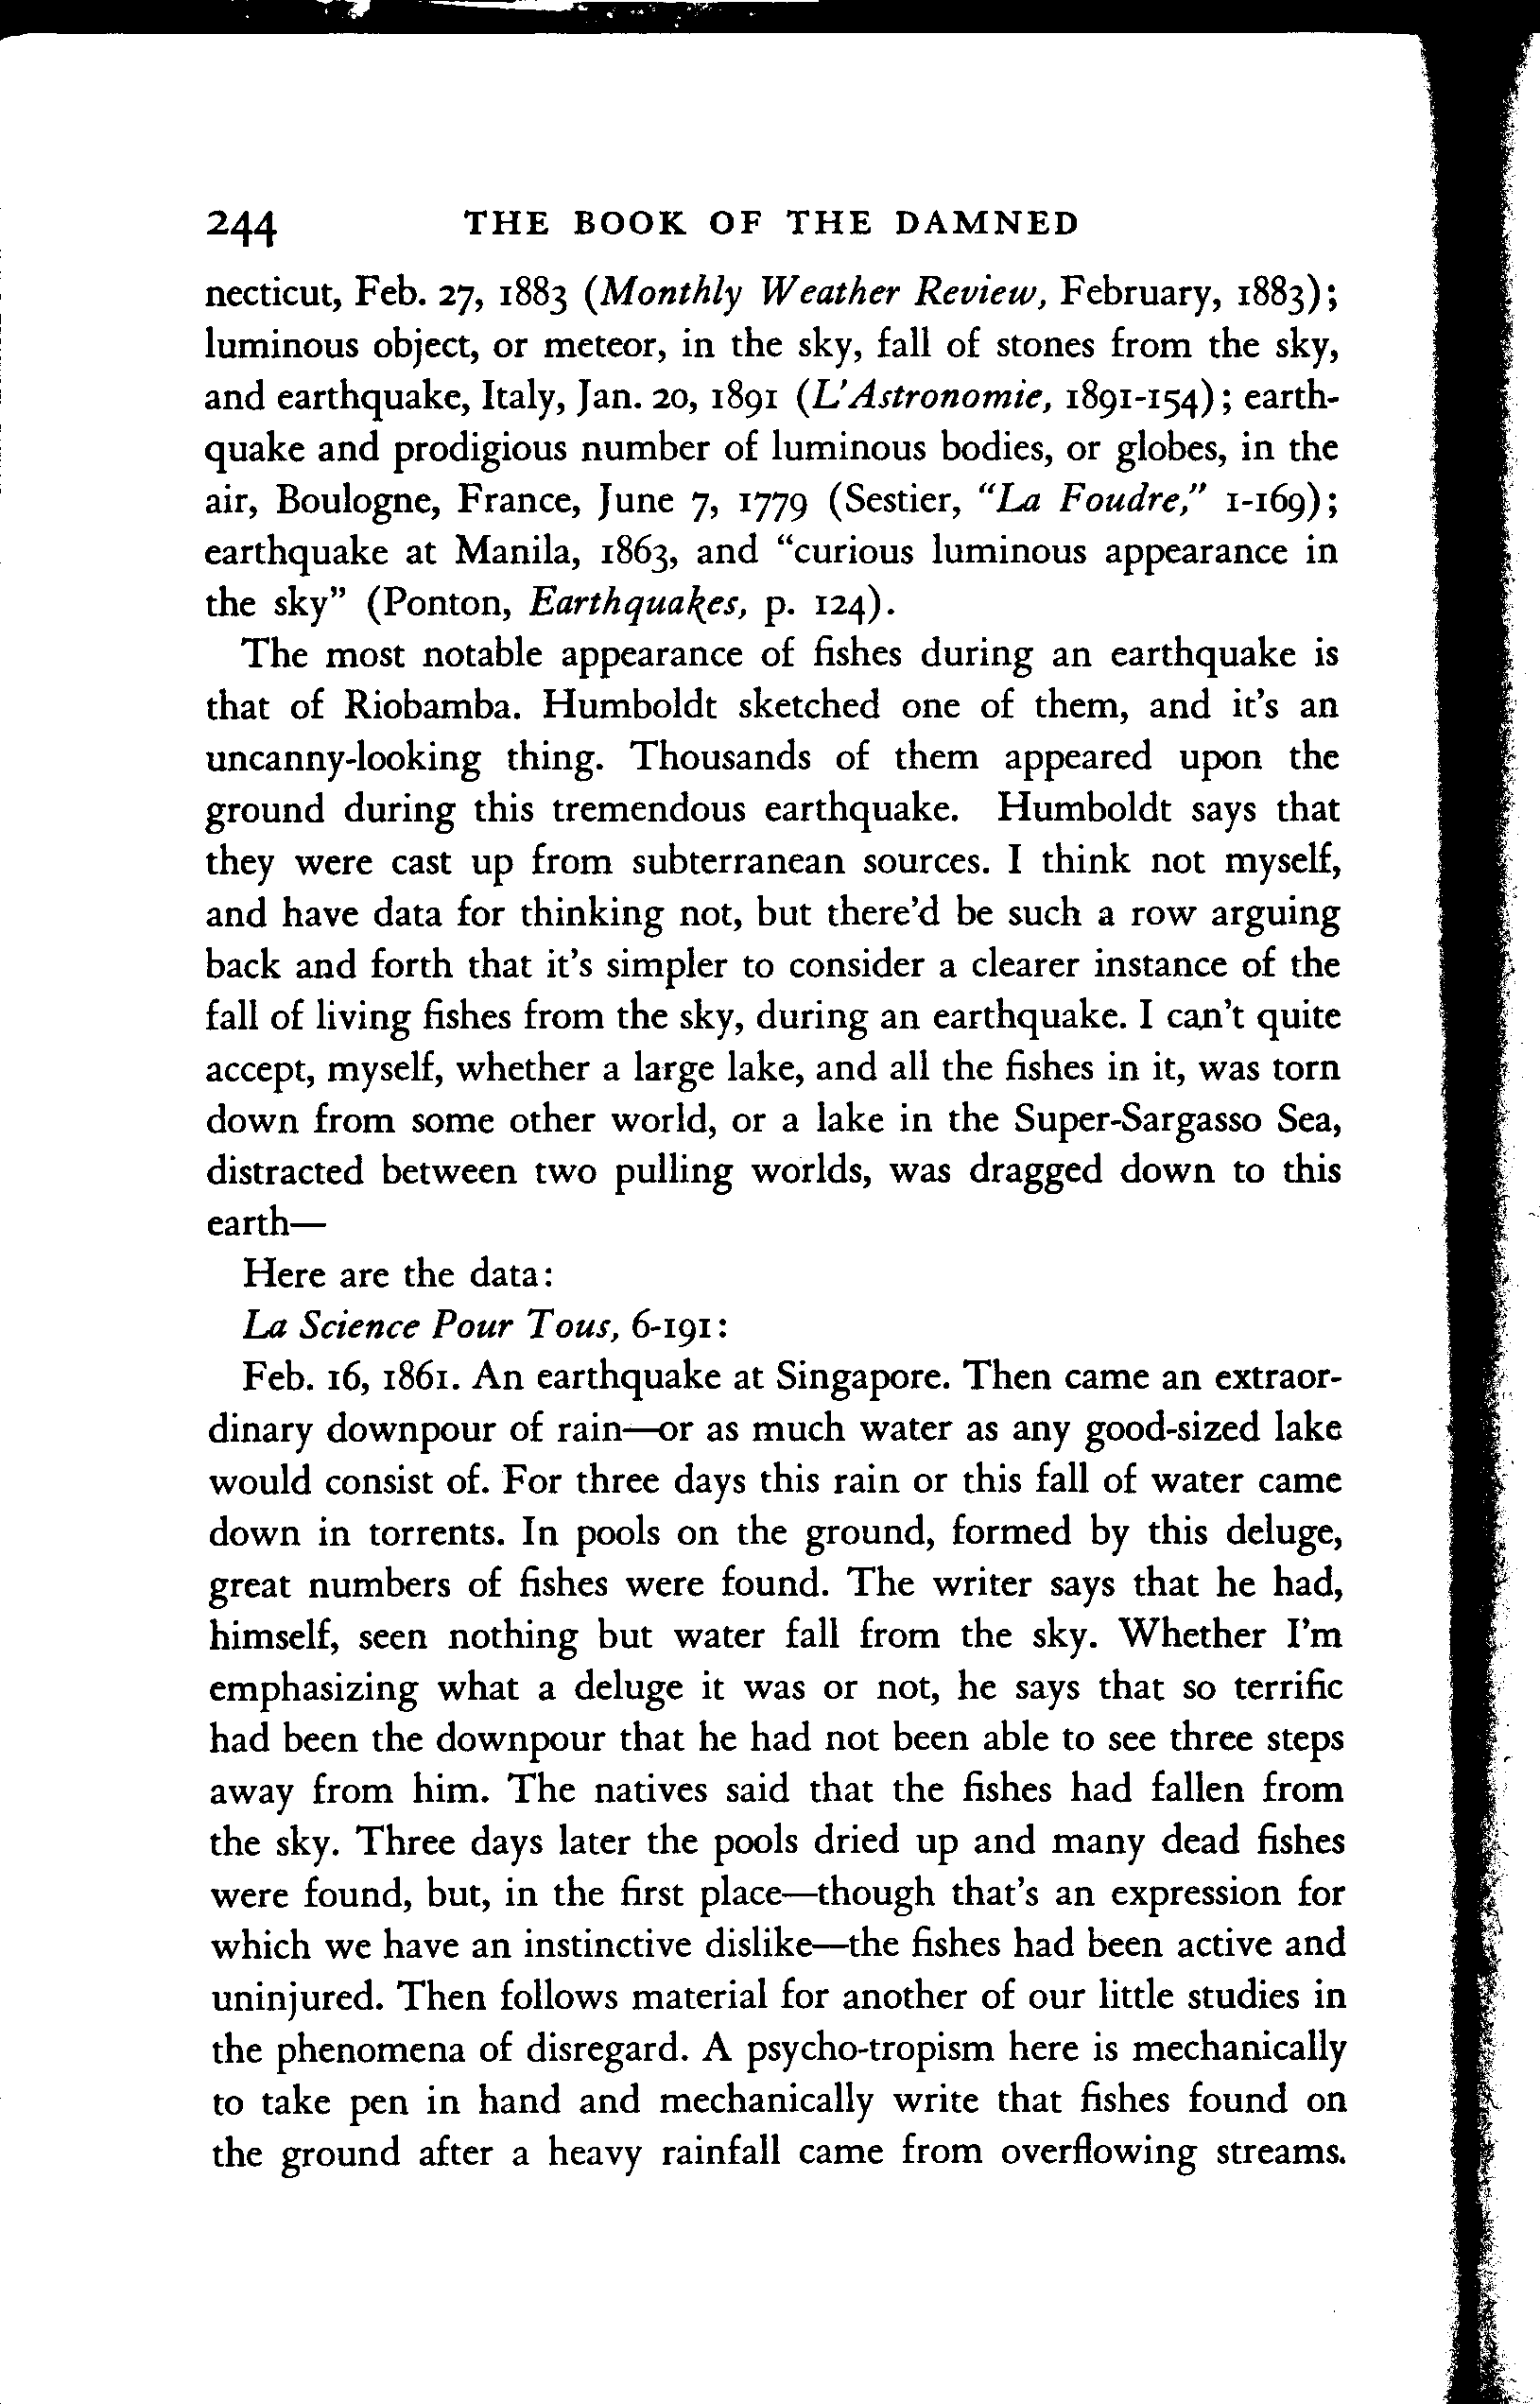 244 THE BOOK OF THE DAMNED
necticut, Feb. 27, 1883 (Monthly Weather Review, February, 1883);
luminous object, or meteor, in the sky, fall of stones from the sky,
and earthquake, Italy, Jan. 20, 1891 (L'Astronomie, 1891-154); earth-
quake and prodigious number of luminous bodies, or globes, in the
air, Boulogne, France, June 7, 1779 (Sestier, "La Foudre," 1-169);
earthquake at Manila, 1863, and "curious luminous appearance in
the sky" (Ponton, Earthquakes, p. 124).
The most notable appearance of fishes during an earthquake is
that of Riobamba. Humboldt sketched one of them, and it's an
uncanny-looking thing. Thousands of them appeared upon the
ground during this tremendous earthquake. Humboldt says that
they were cast up from subterranean sources. I think not myself,
and have data for thinking not, but there'd be such a row arguing
back and forth that it's simpler to consider a clearer instance of the
fall of living fishes from the sky, during an earthquake. I can't quite
accept, myself, whether a large lake, and all the fishes in it, was torn
down from some other world, or a lake in the Super-Sargasso Sea,
distracted between two pulling worlds, was dragged down to this
earth—
Here are the data:
La Science Pour Tous, 6-191:
Feb. 16, 1861. An earthquake at Singapore. Then came an extraor-
dinary downpour of rain—or as much water as any good-sized lake
would consist of. For three days this rain or this fall of water came
down in torrents. In pools on the ground, formed by this deluge,
great numbers of fishes were found. The writer says that he had,
himself, seen nothing but water fall from the sky. Whether I'm
emphasizing what a deluge it was or not, he says that so terrific
had been the downpour that he had not been able to see three steps
away from him. The natives said that the fishes had fallen from
the sky. Three days later the pools dried up and many dead fishes
were found, but, in the first place—though that's an expression for
which we have an instinctive dislike—the fishes had been active and
uninjured. Then follows material for another of our little studies in
the phenomena of disregard. A psycho-tropism here is mechanically
to take pen in hand and mechanically write that fishes found on
the ground after a heavy rainfall came from overflowing streams.